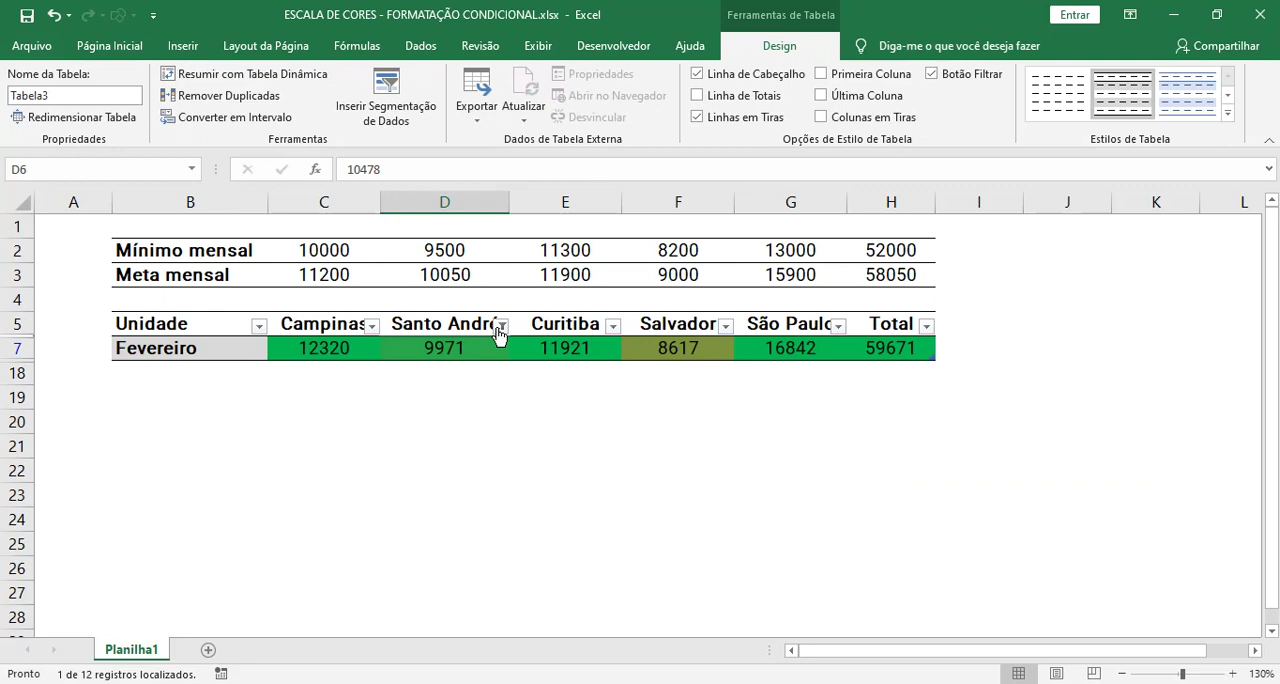 ESCALA DE CORES - FORMATAÇÃO CONDICIONAL.xlsx - Excel
Ferramentas de Tabela
Entrar
Arquivo Página Inicial Inserir Layout da Página Fórmulas Dados Revisão Exibir Desenvolvedor Ajuda Design Diga-me o que você deseja fazer Compartilhar
Nome da Tabela:
Tabela3
Redimensionar Tabela
Propriedades
Resumir com Tabela Dinâmica
Remover Duplicadas
Converter em Intervalo
Inserir Segmentação
de Dados
Ferramentas
Exportar Atualizar
Propriedades
Abrir no Navegador
Desvincular
Dados de Tabela Externa
Linha de Cabeçalho Primeira Coluna Botão Filtrar
Linha de Totais Última Coluna
Linhas em Tiras Colunas em Tiras
Opções de Estilo de Tabela
Estilos de Tabela
D6 fx 10478
A B C D E F G H I J K L
1
2 Mínimo mensal 10000 9500 11300 8200 13000 52000
3 Meta mensal 11200 10050 11900 9000 15900 58050
4
5 Unidade Campinas Santo André Curitiba Salvador São Paulo Total
7 Fevereiro 12320 9971 11921 8617 16842 59671
18
19
20
21
22
23
24
25
26
27
28
Planilha1
Pronto 1 de 12 registros localizados. 130%